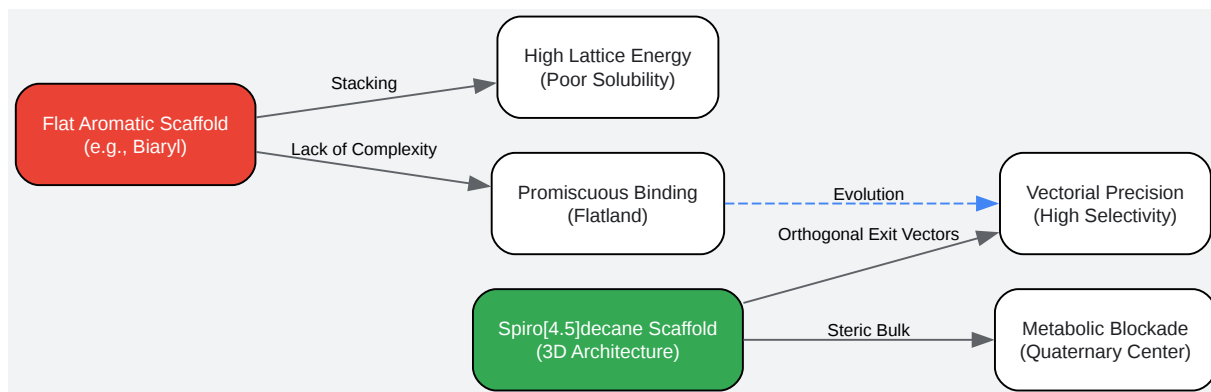 High Lattice Energy
(Poor Solubility)
Stacking
Flat Aromatic Scaffold
(e.g., Biaryl)
Lack of Complexity
Promiscuous Binding
(Flatland)
Evolution
Vectorial Precision
(High Selectivity)
Orthogonal Exit Vectors
Spiro[4.5]decane Scaffold
(3D Architecture)
Steric Bulk
Metabolic Blockade
(Quaternary Center)